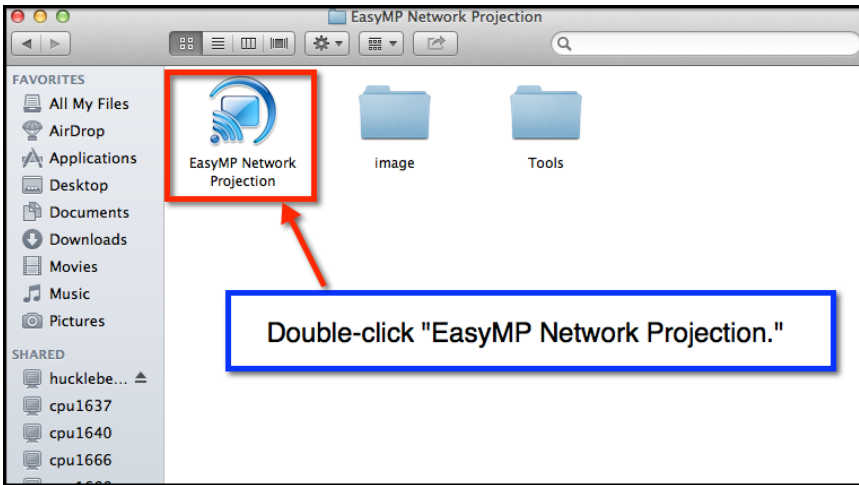 EasyMP Network Projection
FAVORITES
All My Files
AirDrop
Applications
Desktop
Documents
Downloads
Movies
Music
Pictures
SHARED
hucklebe...
cpu1637
cpu1640
cpu1666
EasyMP Network
Projection
image
Tools
Double-click "EasyMP Network Projection."